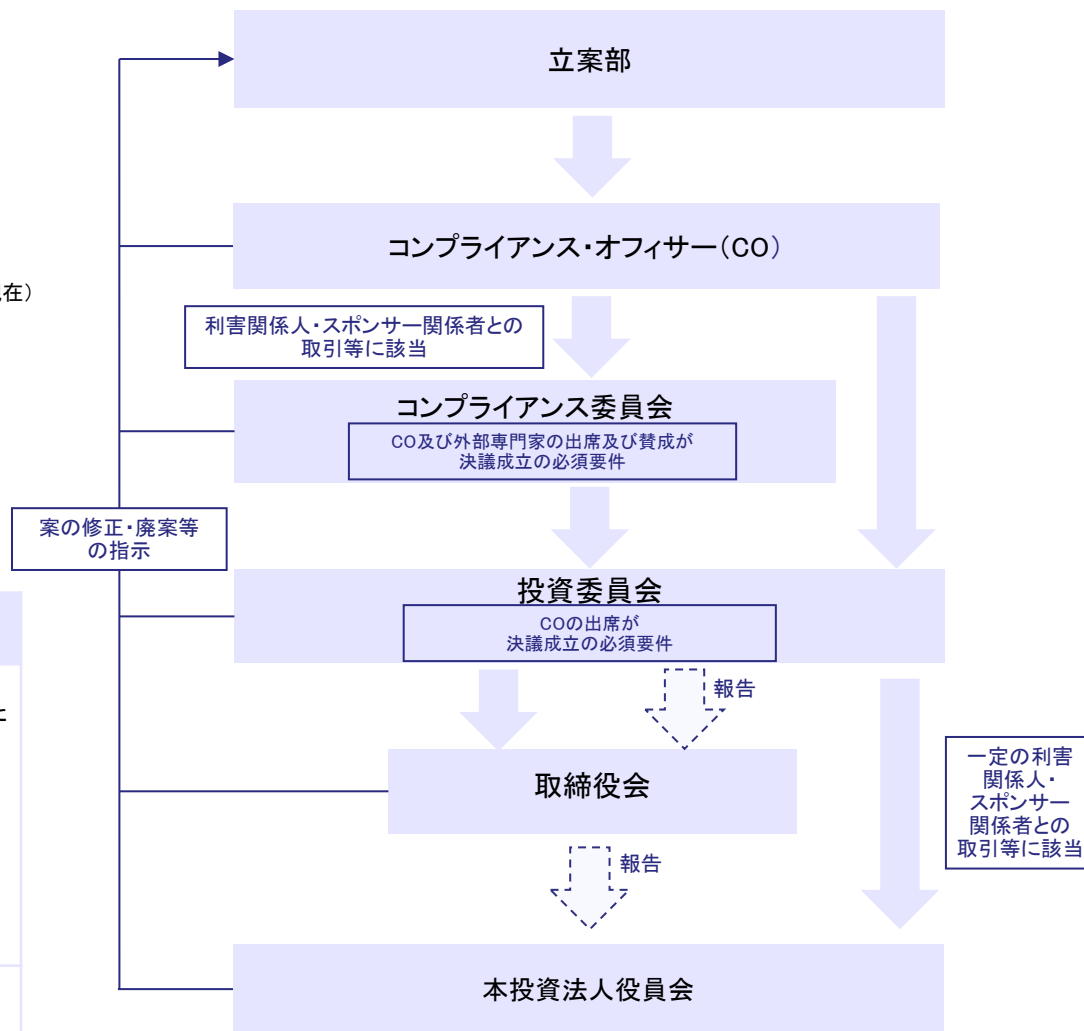 立案部
コンプライアンス・オフィサー（CO）
現在）
利害関係人・スポンサー関係者との
取引等に該当
コンプライアンス委員会
CO及び外部専門家の出席及び賛成が
決議成立の必須要件
案の修正・廃案等
の指示
投資委員会
COの出席が
決議成立の必須要件
報告
と
一定の利害
関係人・
スポンサー
関係者との
取引等に該当
取締役会
報告
本投資法人役員会